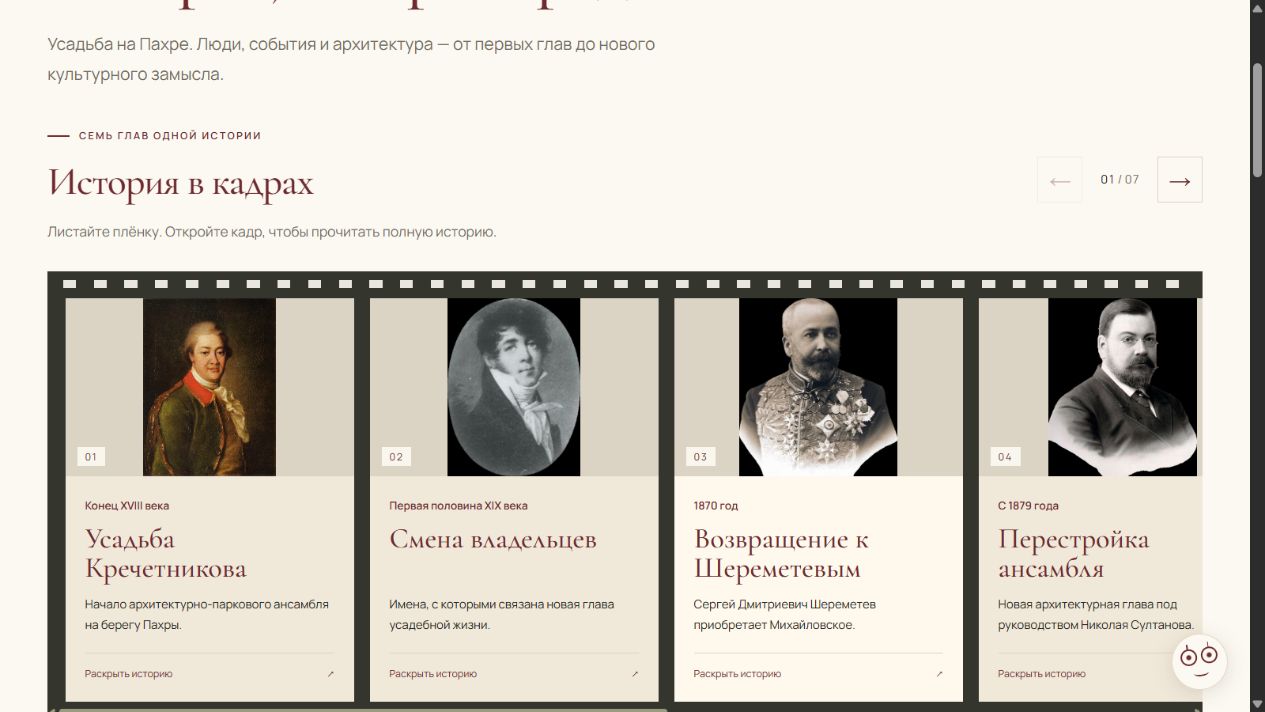 Усадьба на Пахре. Люди, события и архитектура — от первых глав до нового
культурного замысла.
СЕМЬ ГЛАВ ОДНОЙ ИСТОРИИ
История в кадрах
← 01 / 07 →
Листайте плёнку. Откройте кадр, чтобы прочитать полную историю.
01
Конец XVIII века
Усадьба
Кречетникова
Начало архитектурно-паркового ансамбля
на берегу Пахры.
Раскрыть историю ↗
02
Первая половина XIX века
Смена владельцев
Имена, с которыми связана новая глава
усадебной жизни.
Раскрыть историю ↗
03
1870 год
Возвращение к
Шереметевым
Сергей Дмитриевич Шереметев
приобретает Михайловское.
Раскрыть историю ↗
04
С 1879 года
Перестройка
ансамбля
Новая архитектурная глава под
руководством Николая Султанова.
Раскрыть историю